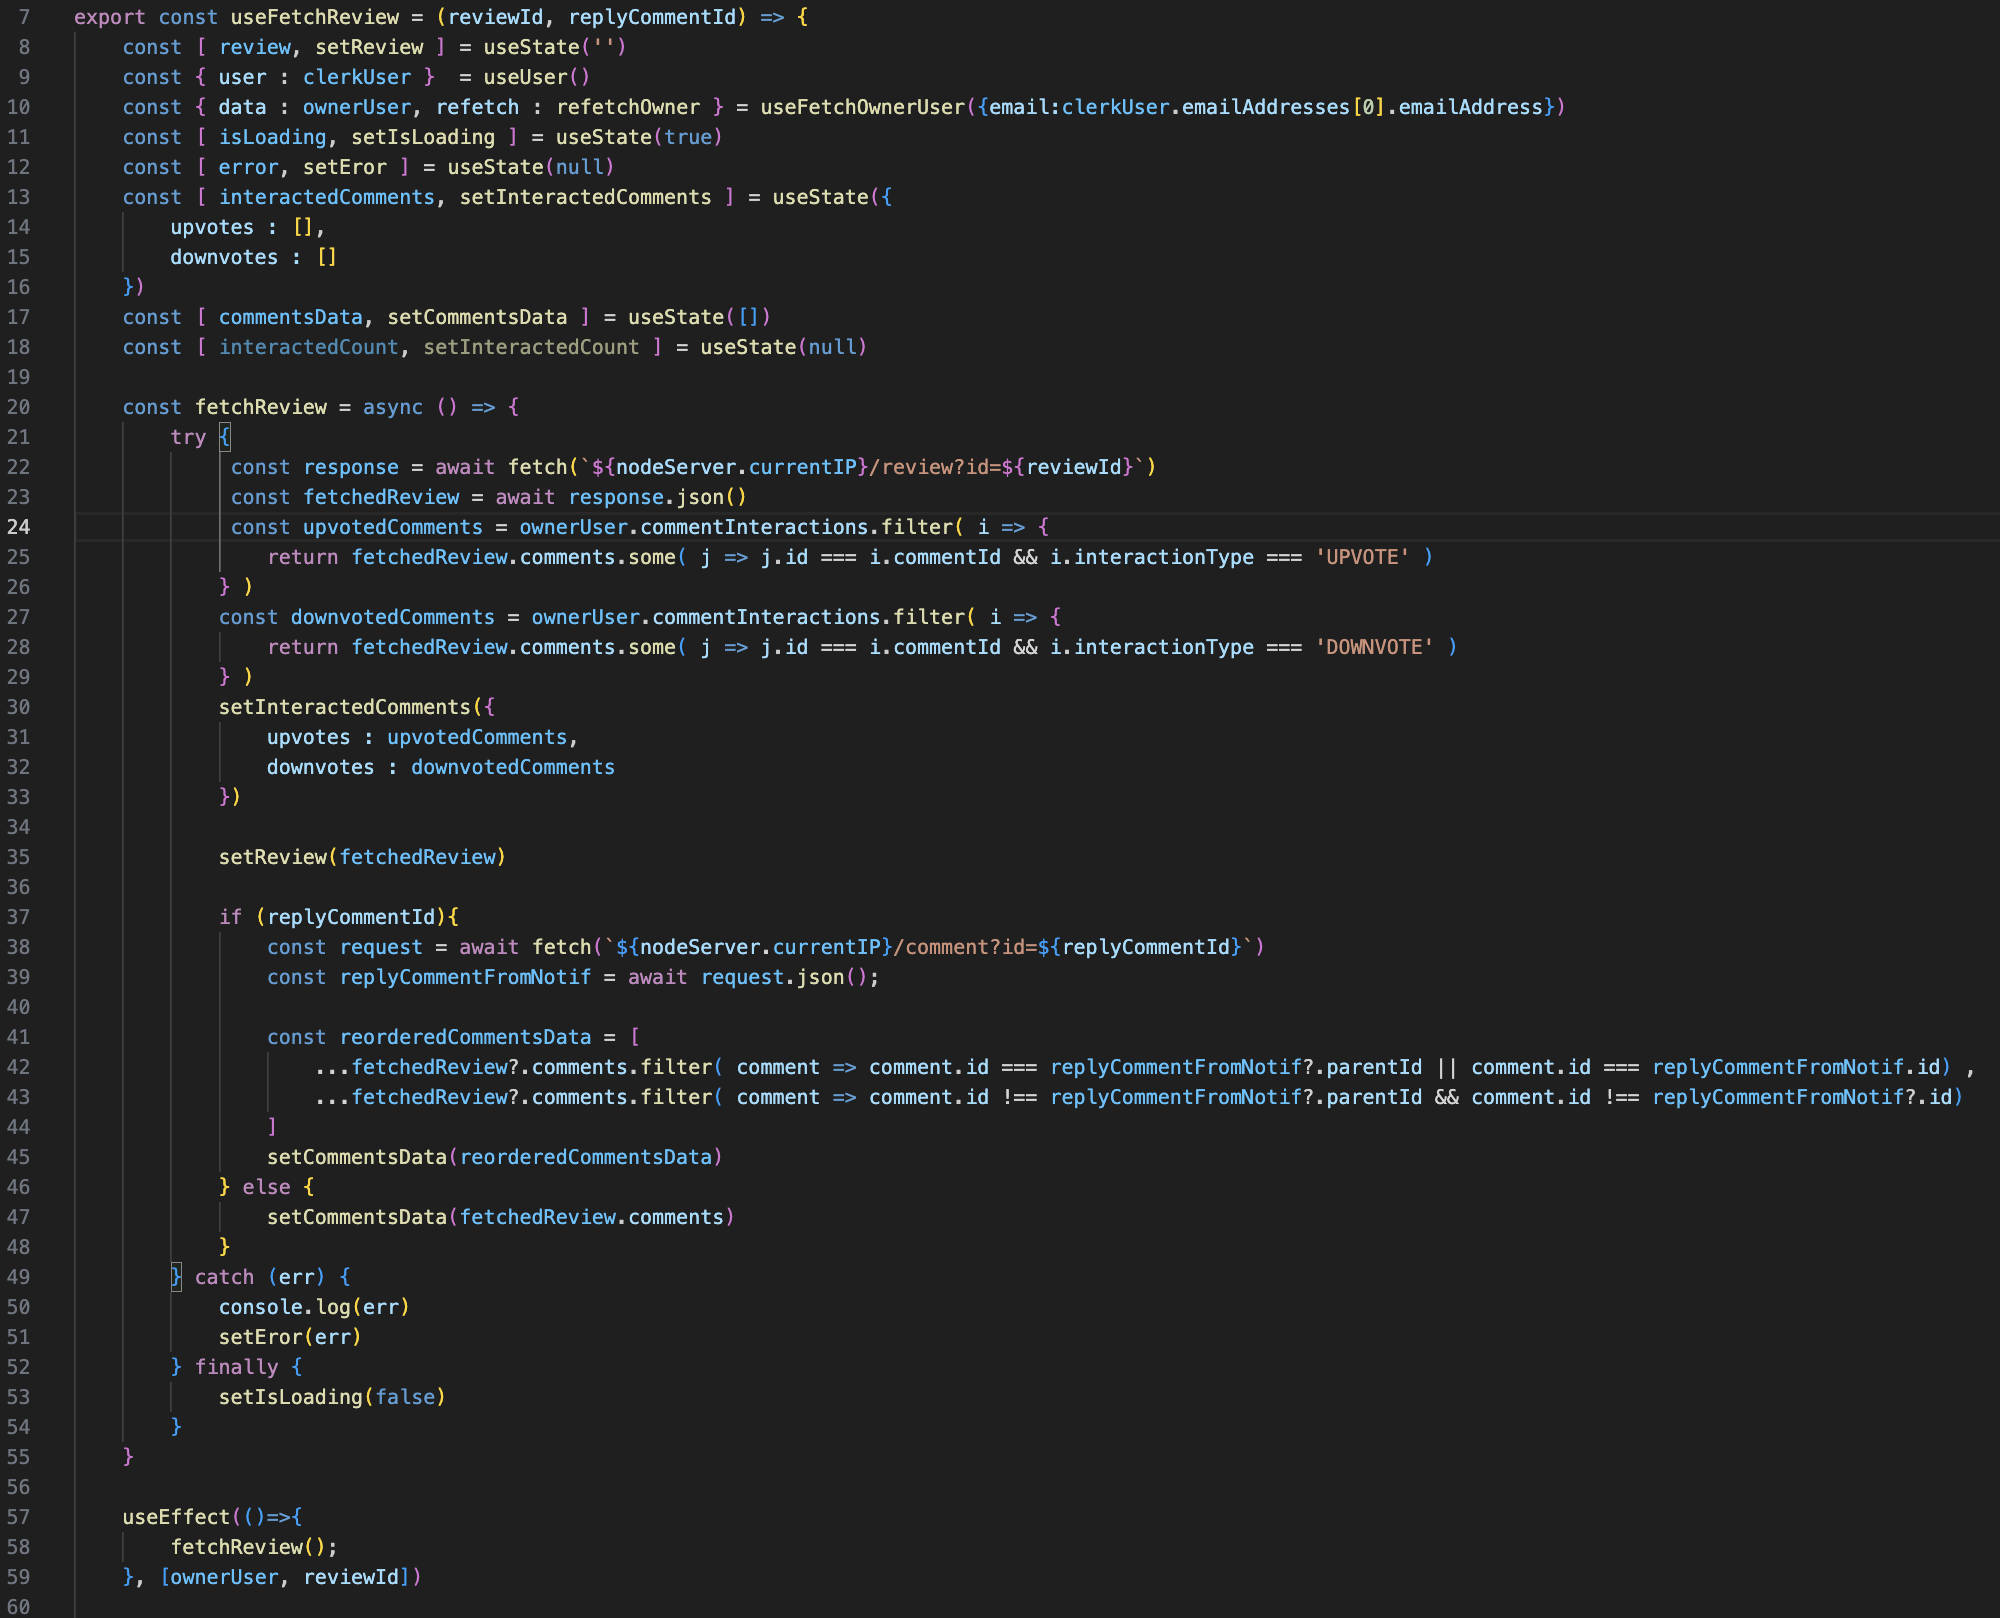 7 export const useFetchReview = (reviewId, replyCommentId) => {
8 const [ review, setReview ] = useState('')
9 const { user : clerkUser }  = useUser()
10 const { data : ownerUser, refetch : refetchOwner } = useFetchOwnerUser({email:clerkUser.emailAddresses[0].emailAddress})
11 const [ isLoading, setIsLoading ] = useState(true)
12 const [ error, setEror ] = useState(null)
13 const [ interactedComments, setInteractedComments ] = useState({
14 upvotes : [],
15 downvotes : []
16 })
17 const [ commentsData, setCommentsData ] = useState([])
18 const [ interactedCount, setInteractedCount ] = useState(null)
19
20 const fetchReview = async () => {
21 try {
22 const response = await fetch(`${nodeServer.currentIP}/review?id=${reviewId}`)
23 const fetchedReview = await response.json()
24 const upvotedComments = ownerUser.commentInteractions.filter( i => {
25 return fetchedReview.comments.some( j => j.id === i.commentId && i.interactionType === 'UPVOTE' )
26 } )
27 const downvotedComments = ownerUser.commentInteractions.filter( i => {
28 return fetchedReview.comments.some( j => j.id === i.commentId && i.interactionType === 'DOWNVOTE' )
29 } )
30 setInteractedComments({
31 upvotes : upvotedComments,
32 downvotes : downvotedComments
33 })
34
35 setReview(fetchedReview)
36
37 if (replyCommentId){
38 const request = await fetch(`${nodeServer.currentIP}/comment?id=${replyCommentId}`)
39 const replyCommentFromNotif = await request.json();
40
41 const reorderedCommentsData = [
42 ...fetchedReview?.comments.filter( comment => comment.id === replyCommentFromNotif?.parentId || comment.id === replyCommentFromNotif.id) ,
43 ...fetchedReview?.comments.filter( comment => comment.id !== replyCommentFromNotif?.parentId && comment.id !== replyCommentFromNotif?.id)
44 ]
45 setCommentsData(reorderedCommentsData)
46 } else {
47 setCommentsData(fetchedReview.comments)
48 }
49 } catch (err) {
50 console.log(err)
51 setEror(err)
52 } finally {
53 setIsLoading(false)
54 }
55 }
56
57 useEffect(()=>{
58 fetchReview();
59 }, [ownerUser, reviewId])
60